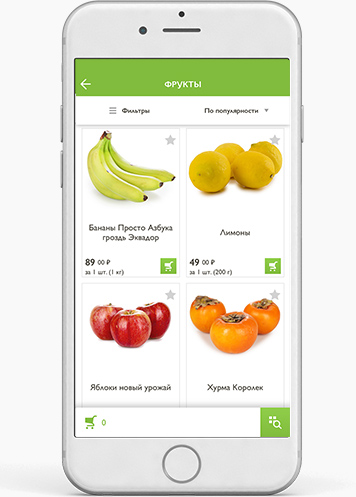 ФРУКТЫ
Фильтры
По популярности
Бананы Просто Азбука
гроздь Эквадор
89 00 ₽
за 1 шт. (1 кг)
Лимоны
49 00 ₽
за 1 шт. (200 г)
Яблоки новый урожай
Хурма Королек
0